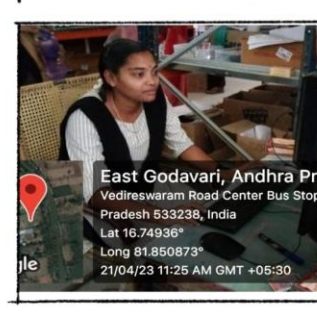 East Godavari, Andhra Pr
Vedireswaram Road Center Bus Stop
Pradesh 533238, India
Lat 16.74936°
Long 81.850873°
21/04/23 11:25 AM GMT +05:30
gle